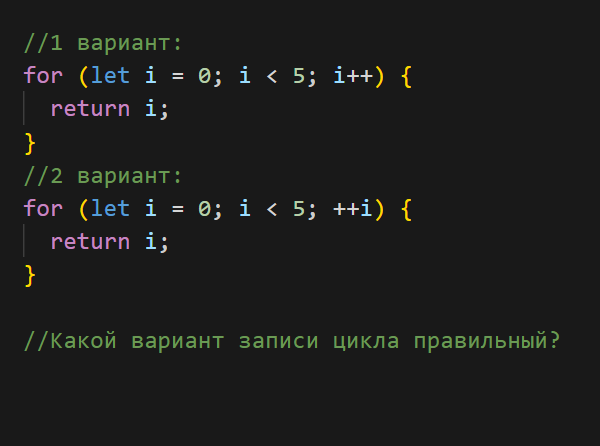 //1 вариант:
for (let i = 0; i < 5; i++) {
  return i;
}
//2 вариант:
for (let i = 0; i < 5; ++i) {
  return i;
}
//Какой вариант записи цикла правильный?